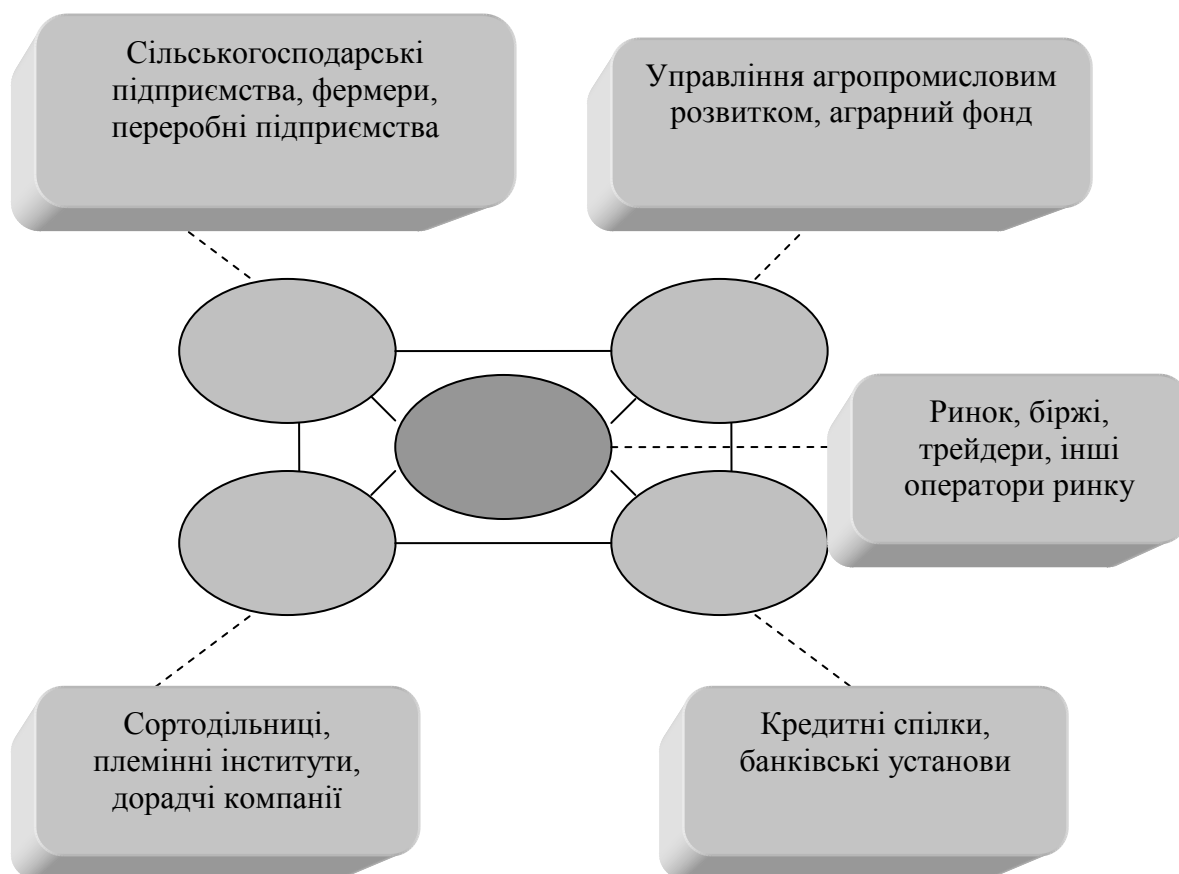 Сільськогосподарські
підприємства, фермери,
переробні підприємства
Управління агропромисловим
розвитком, аграрний фонд
Ринок, біржі,
трейдери, інші
оператори ринку
Сортодільниці,
племінні інститути,
дорадчі компанії
Кредитні спілки,
банківські установи